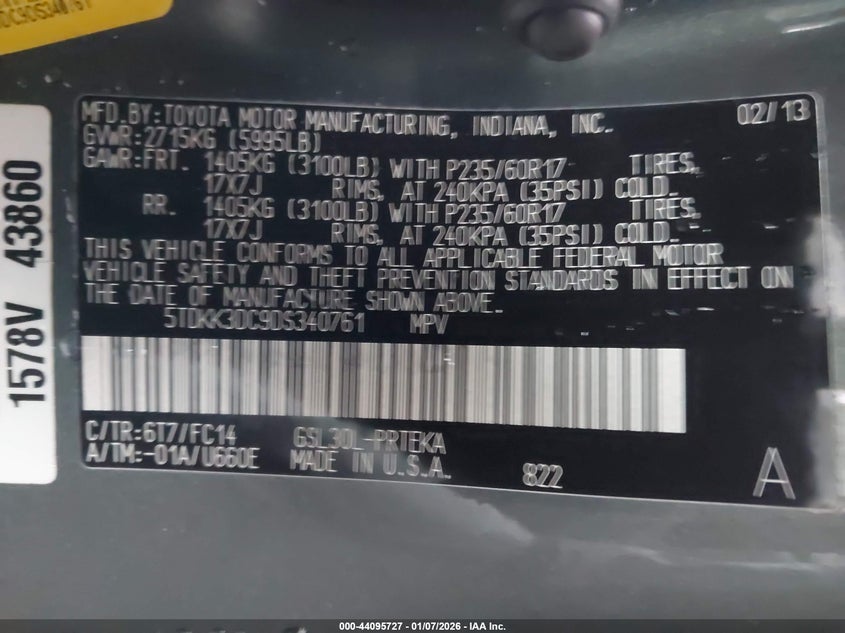 DC9DS340761
1578V 43860
MFD.BY:TOYOTA MOTOR MANUFACTURING, INDIANA, INC. 02/13
GVWR:2715KG (5995LB)
GAWR:FRT. 1405KG (3100LB) WITH P235/60R17 TIRES,
17X7J RIMS, AT 240KPA (35PSI) COLD.
RR. 1405KG (3100LB) WITH P235/60R17 TIRES,
17X7J RIMS, AT 240KPA (35PSI) COLD.
THIS VEHICLE CONFORMS TO ALL APPLICABLE FEDERAL MOTOR
VEHICLE SAFETY AND THEFT PREVENTION STANDARDS IN EFFECT ON
THE DATE OF MANUFACTURE SHOWN ABOVE.
5TDKK3DC9DS340761 MPV
C/TR:6T7/FC14 GSL30L-PRTEKA
A/TM:-01A/U660E MADE IN U.S.A. 822 A
000-44095727 - 01/07/2026 - IAA Inc.